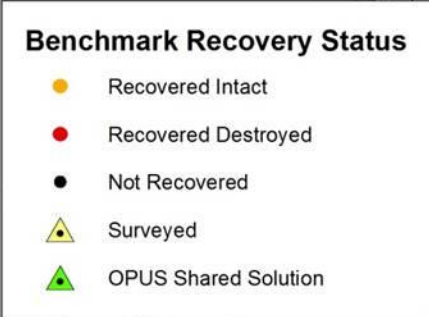 Benchmark Recovery Status
Recovered Intact
Recovered Destroyed
Not Recovered
Surveyed
OPUS Shared Solution